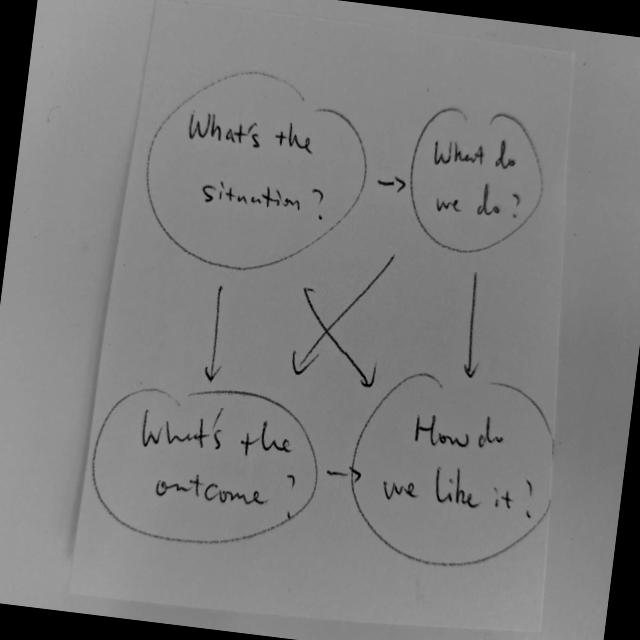 What's the
situation?
What do
we do?
What's the
outcome?
How do
we like it?